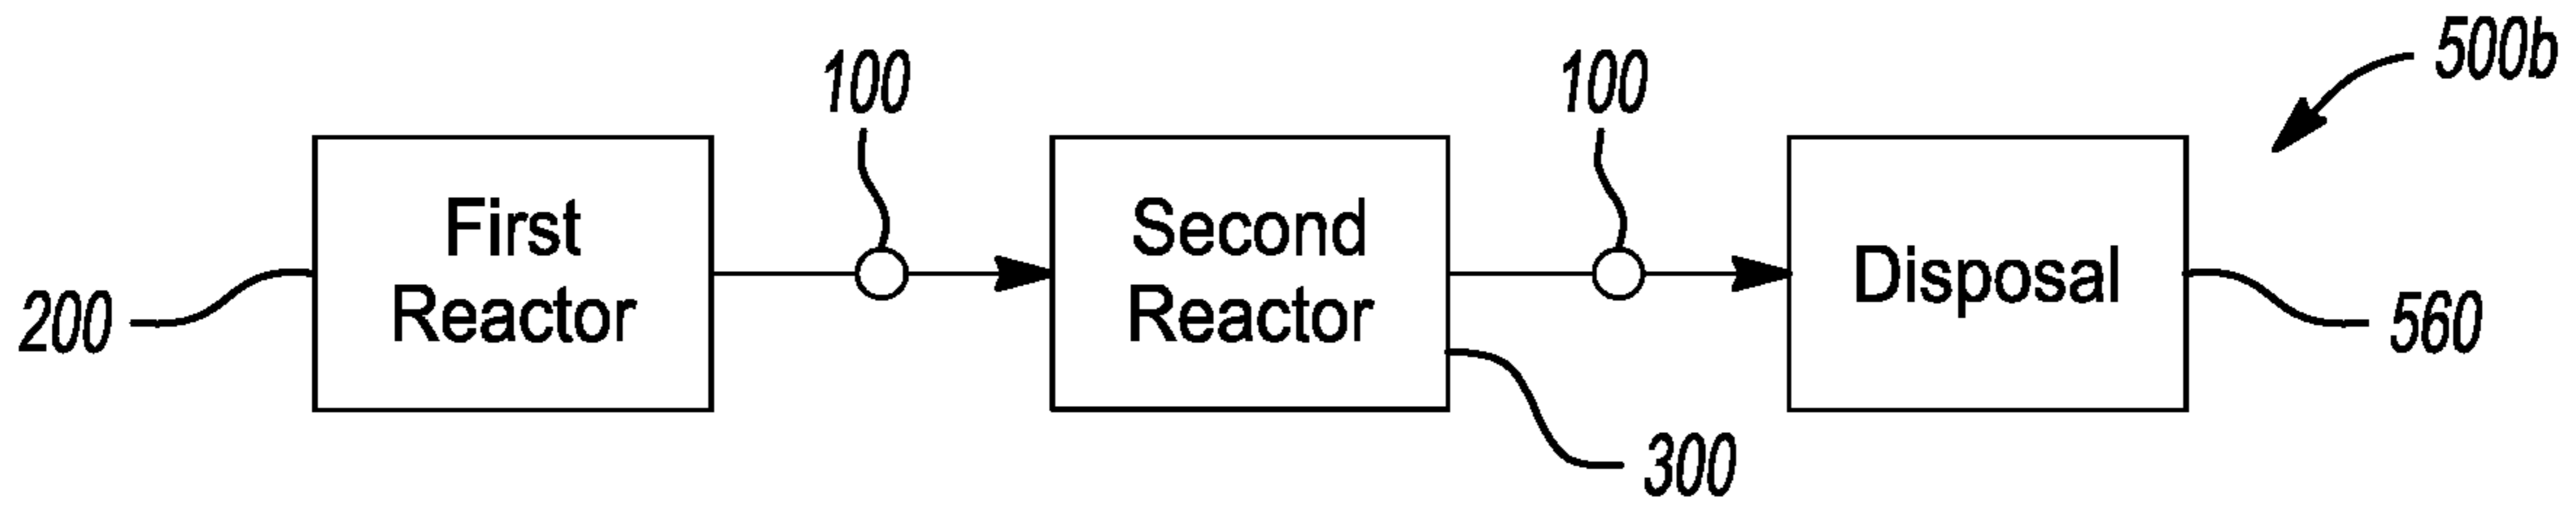 500b
100
100
First
Reactor
Second
Reactor
Disposal
200
560
300